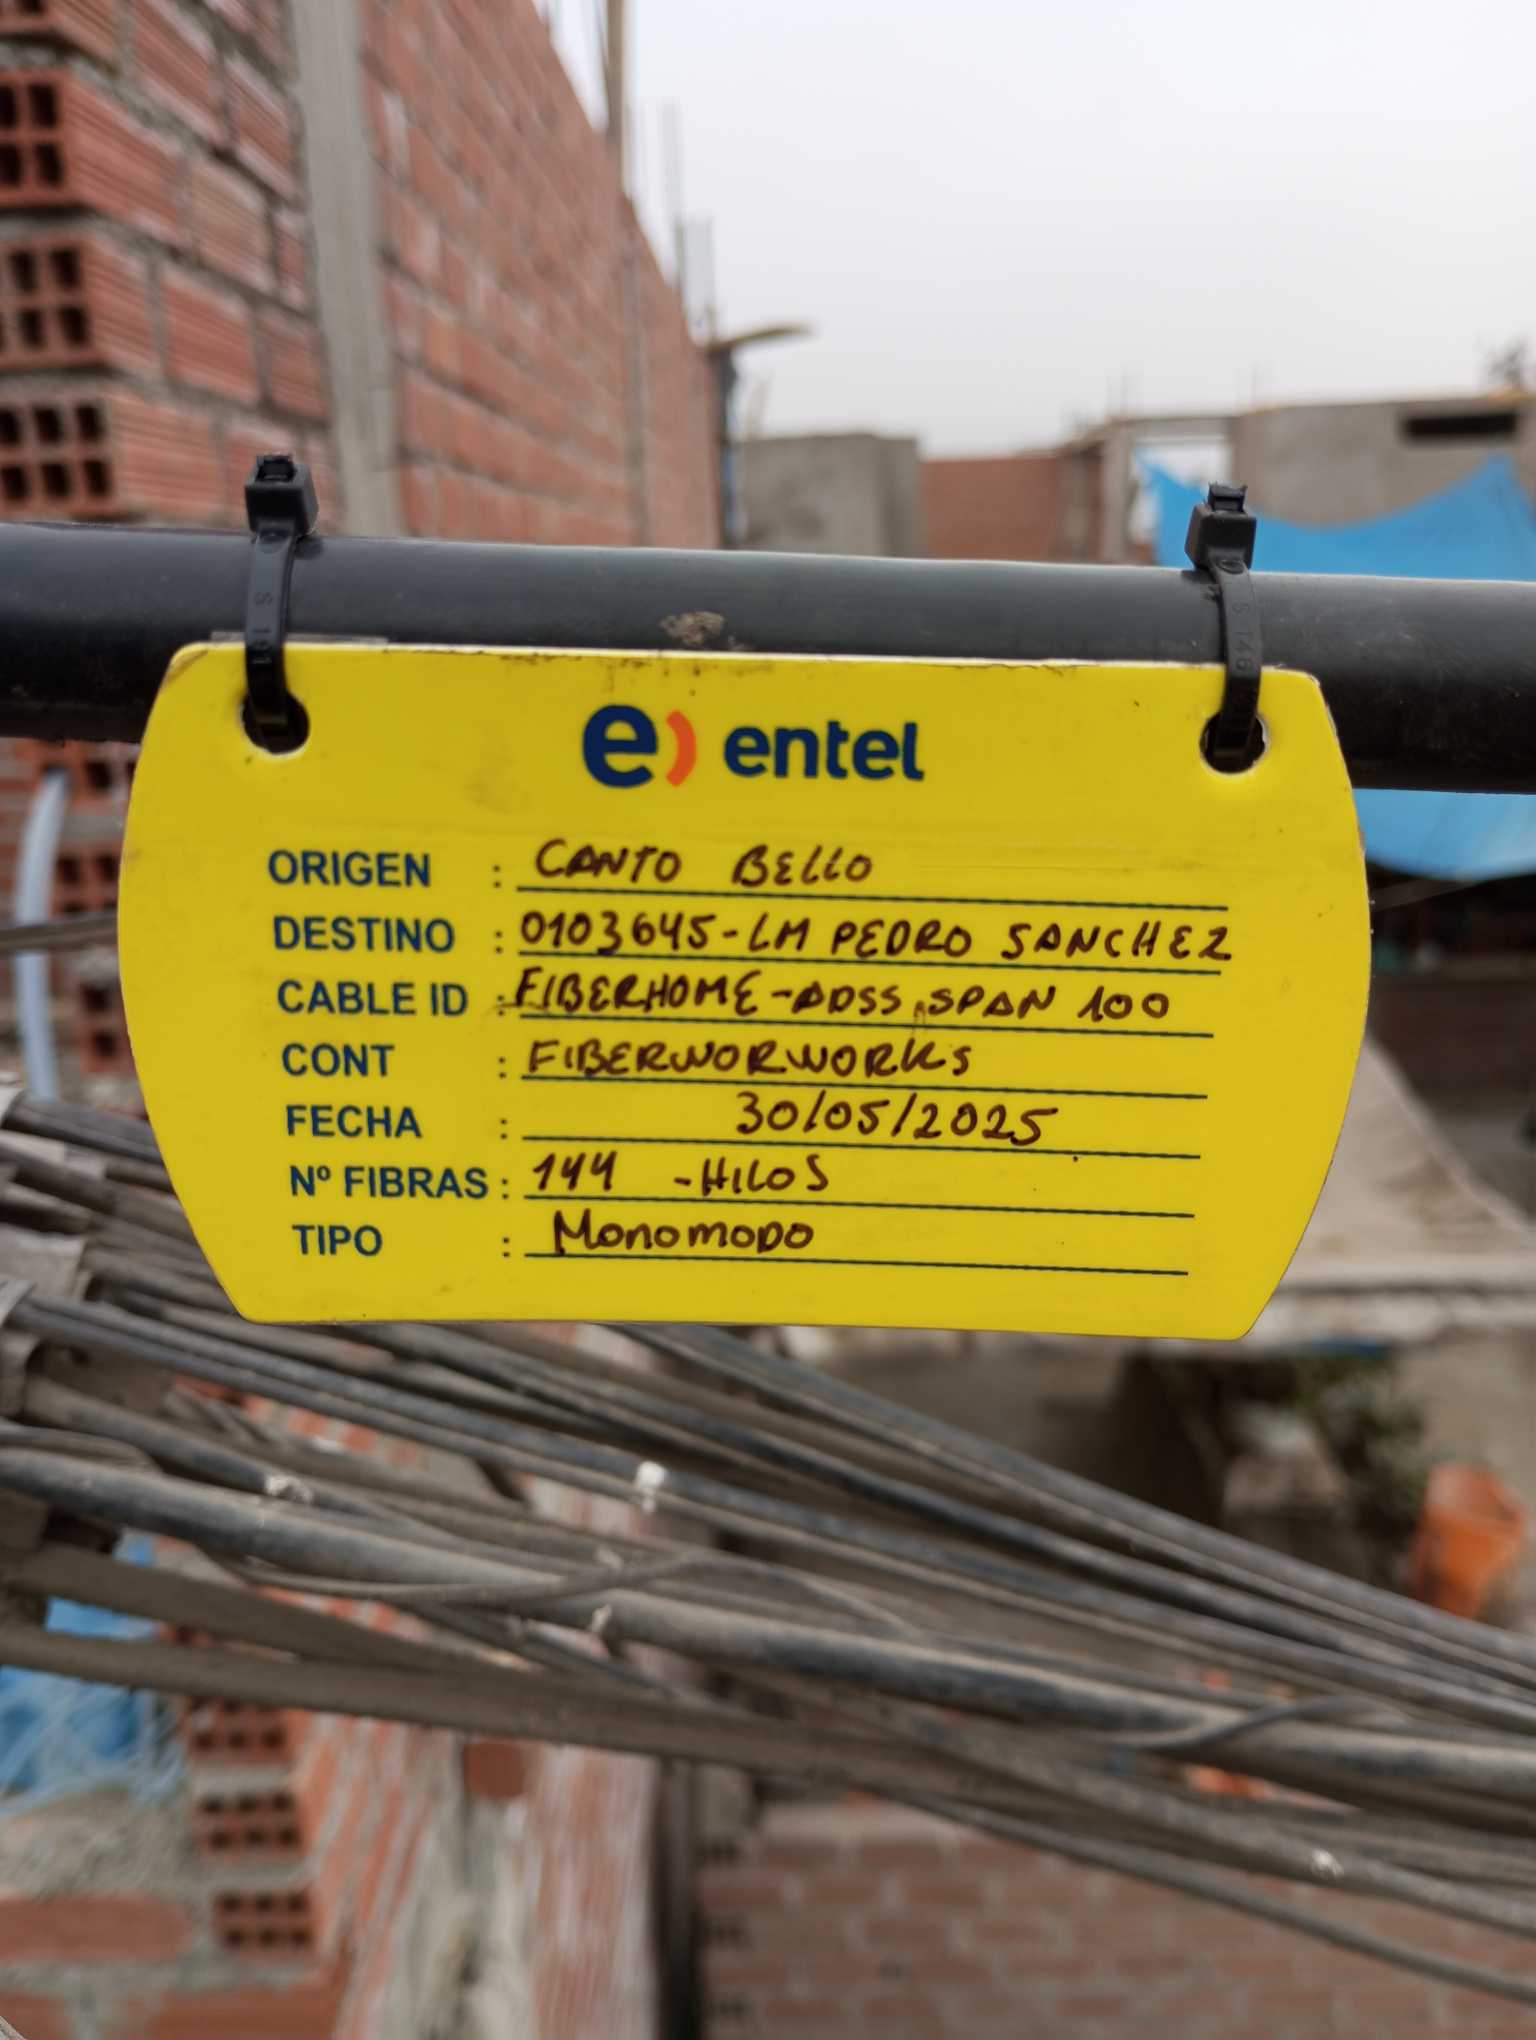 e) entel
ORIGEN : CANTO BELLO
DESTINO : 0103645-LM PEDRO SANCHEZ
CABLE ID : FIBERHOME-ADSS SPAN 100
CONT : FIBERWORWORKS
FECHA : 30/05/2025
Nº FIBRAS : 144 -HILOS
TIPO : MONOMODO